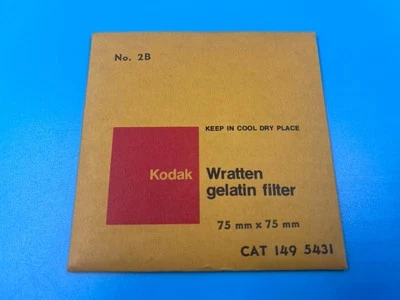 No. 2B
KEEP IN COOL DRY PLACE
Kodak
Wratten
gelatin filter
75 mm x 75 mm
CAT 149 5431